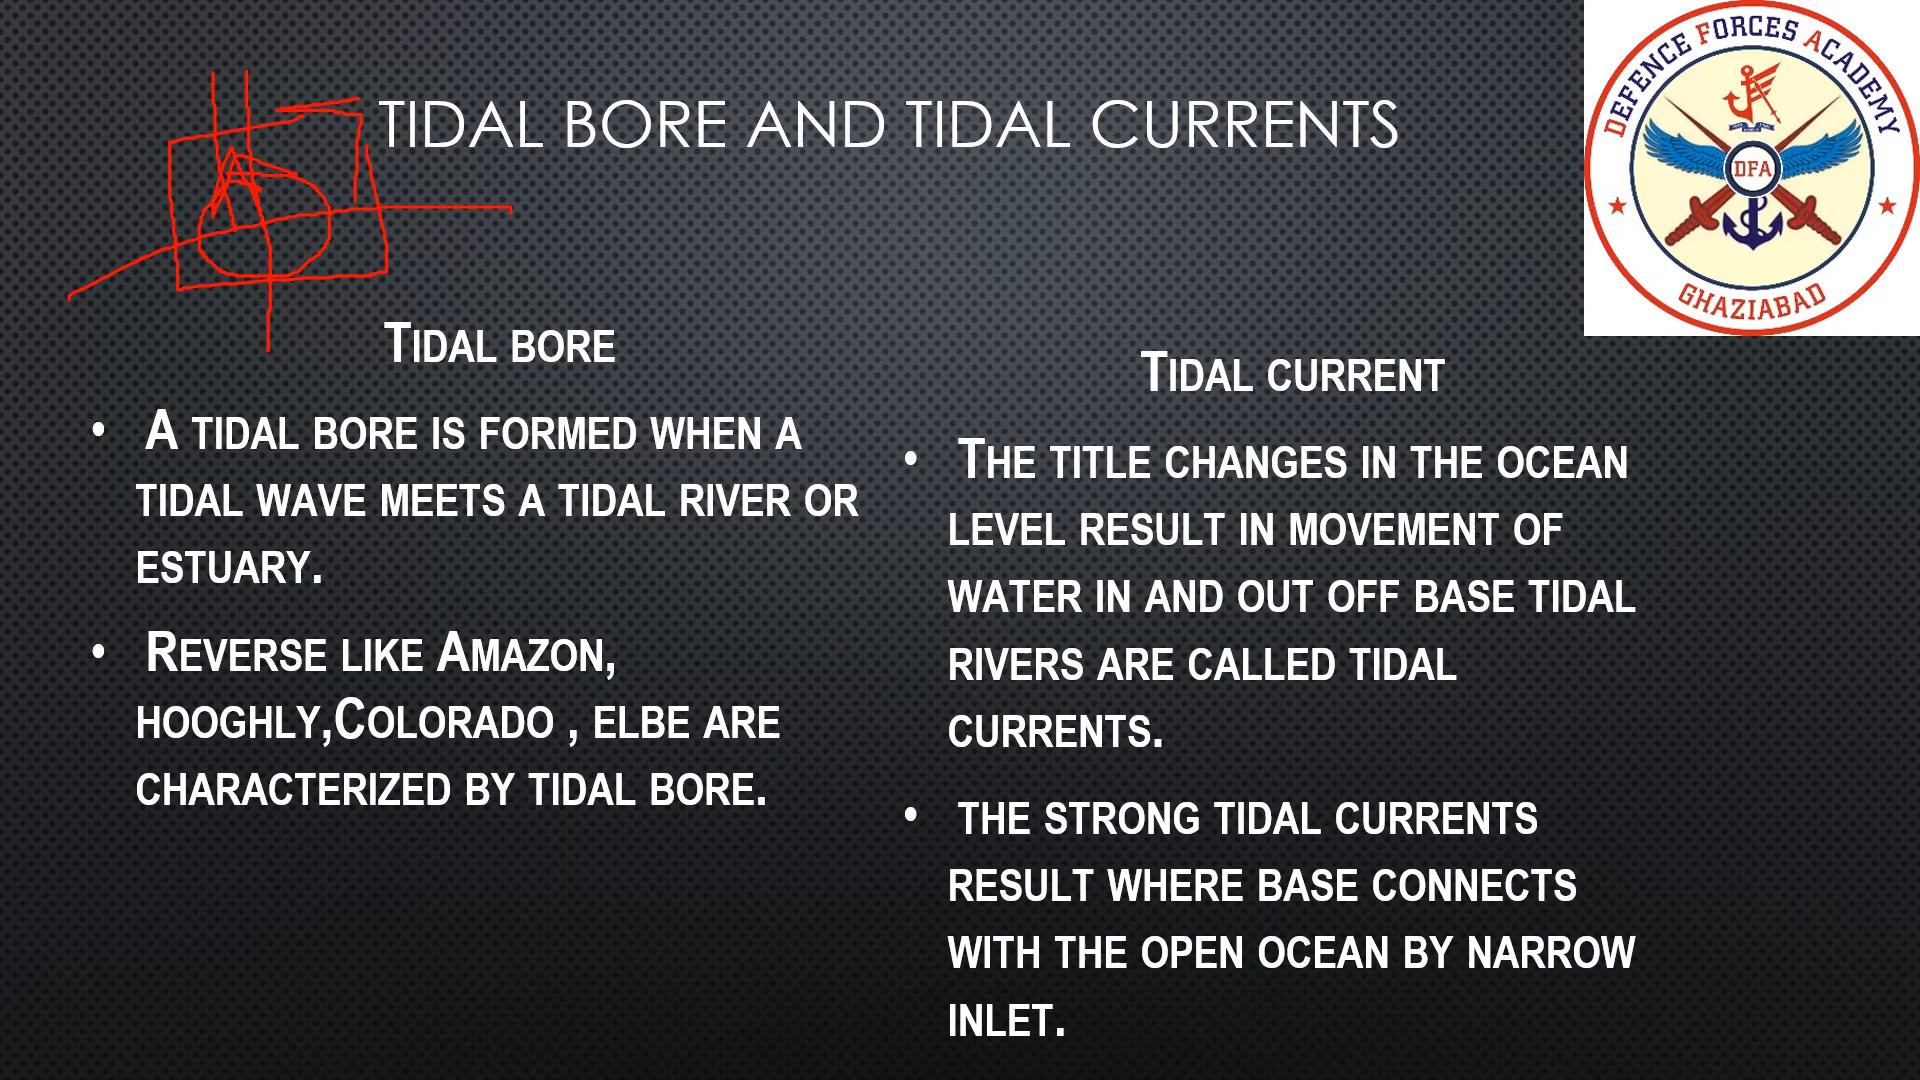 TIDAL BORE AND TIDAL CURRENTS
DEFENCE FORCES ACADEMY
DFA
GHAZIABAD
TIDAL BORE
• A TIDAL BORE IS FORMED WHEN A
TIDAL WAVE MEETS A TIDAL RIVER OR
ESTUARY.
• REVERSE LIKE AMAZON,
HOOGHLY,COLORADO , ELBE ARE
CHARACTERIZED BY TIDAL BORE.
TIDAL CURRENT
• THE TITLE CHANGES IN THE OCEAN
LEVEL RESULT IN MOVEMENT OF
WATER IN AND OUT OFF BASE TIDAL
RIVERS ARE CALLED TIDAL
CURRENTS.
• THE STRONG TIDAL CURRENTS
RESULT WHERE BASE CONNECTS
WITH THE OPEN OCEAN BY NARROW
INLET.